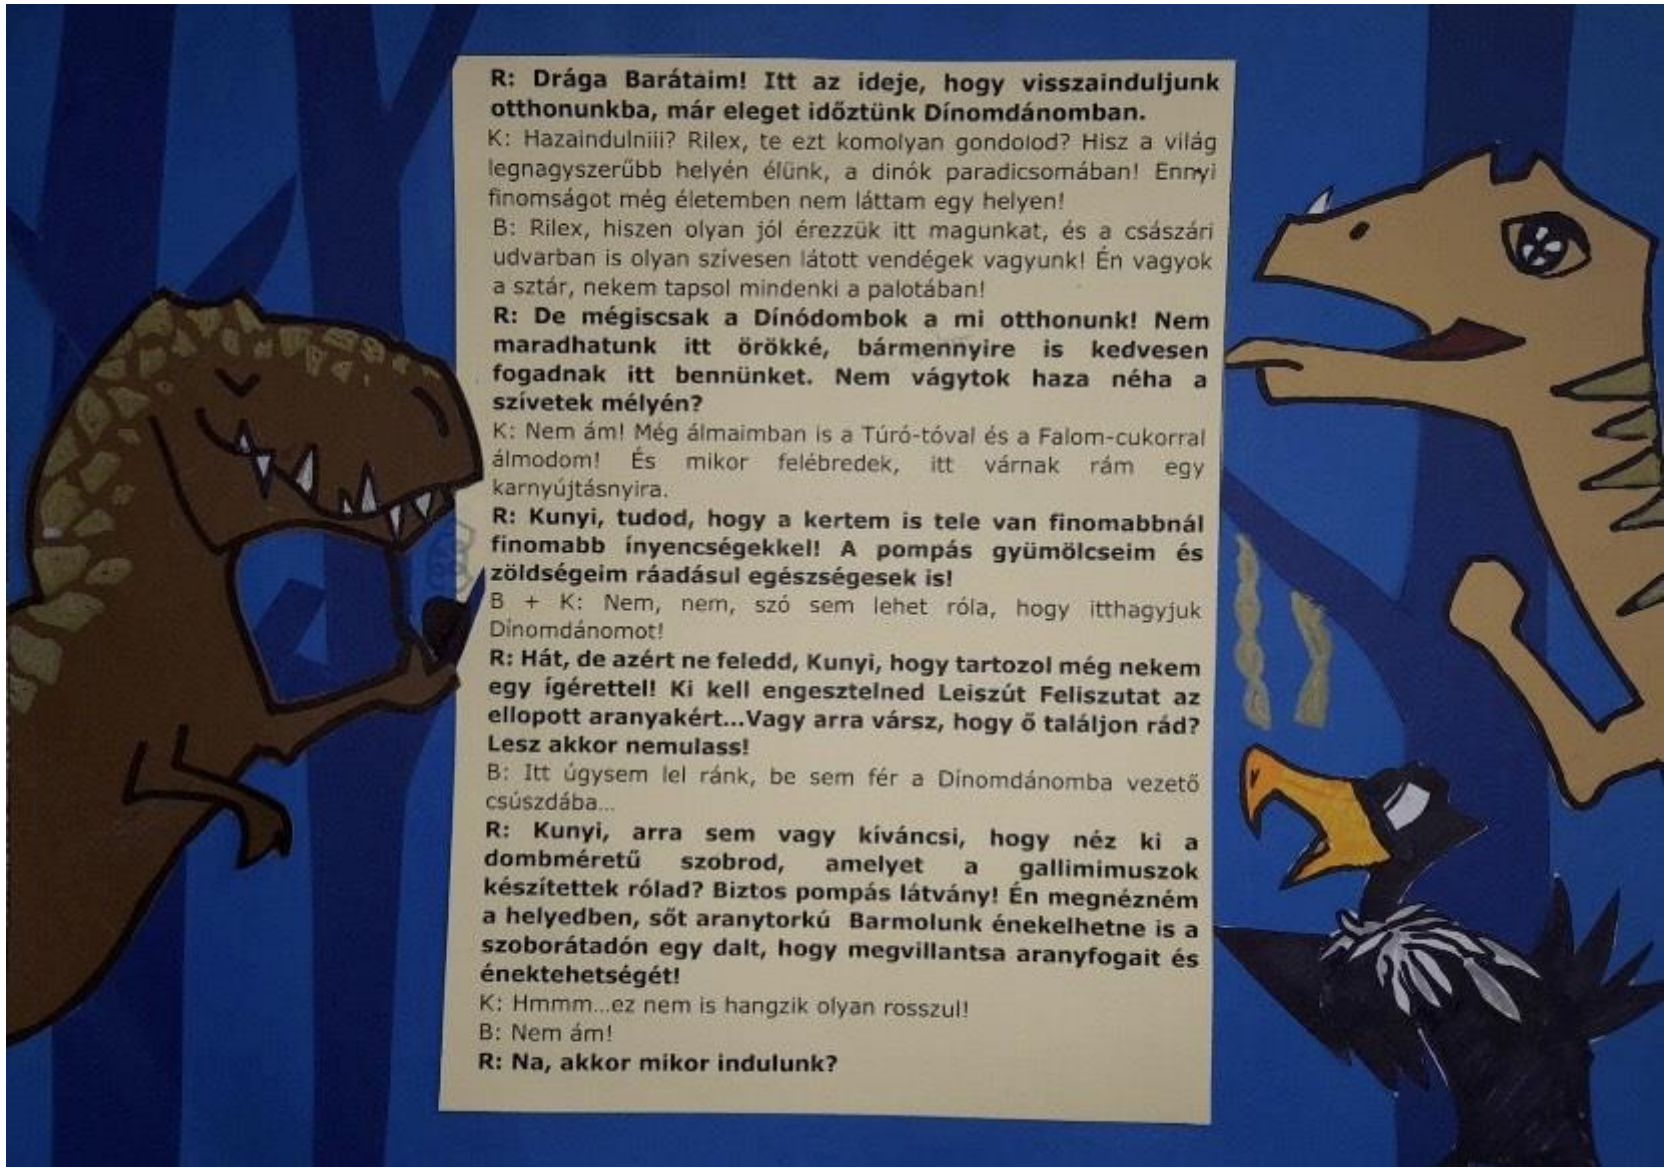 R: Drága Barátaim! Itt az ideje, hogy visszainduljunk
otthonunkba, már eleget időztünk Dínomdánomban.
K: Hazaindulniii? Rilex, te ezt komolyan gondolod? Hisz a világ
legnagyszerűbb helyén élünk, a dinók paradicsomában! Ennyi
finomságot még életemben nem láttam egy helyen!
B: Rilex, hiszen olyan jól érezzük itt magunkat, és a császári
udvarban is olyan szívesen látott vendégek vagyunk! Én vagyok
a sztár, nekem tapsol mindenki a palotában!
R: De mégiscsak a Dínódombok a mi otthonunk! Nem
maradhatunk itt örökké, bármennyire is kedvesen
fogadnak itt bennünket. Nem vágytok haza néha a
szívetek mélyén?
K: Nem ám! Még álmaimban is a Túró-tóval és a Falom-cukorral
álmodom! És mikor felébredek, itt várnak rám egy
karnyújtásnyira.
R: Kunyi, tudod, hogy a kertem is tele van finomabbnál
finomabb ínyencségekkel! A pompás gyümölcseim és
zöldségeim ráadásul egészségesek is!
B + K: Nem, nem, szó sem lehet róla, hogy itthagyjuk
Dínomdánomot!
R: Hát, de azért ne feledd, Kunyi, hogy tartozol még nekem
egy ígérettel! Ki kell engesztelned Leiszút Feliszutat az
ellopott aranyakért...Vagy arra vársz, hogy ő találjon rád?
Lesz akkor nemulass!
B: Itt úgysem lel ránk, be sem fér a Dínomdánomba vezető
csúszdába...
R: Kunyi, arra sem vagy kíváncsi, hogy néz ki a
dombméretű szobrod, amelyet a gallimimuszok
készítettek rólad? Biztos pompás látvány! Én megnézném
a helyedben, sőt aranytorkú Barmolunk énekelhetne is a
szoborátadón egy dalt, hogy megvillantsa aranyfogait és
énektehetségét!
K: Hmmm...ez nem is hangzik olyan rosszul!
B: Nem ám!
R: Na, akkor mikor indulunk?